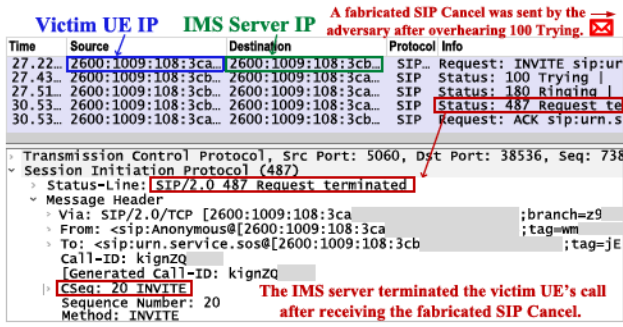 Victim UE IP IMS Server IP A fabricated SIP Cancel was sent by the
adversary after overhearing 100 Trying.
Time Source Destination Protocol Info
27.22… 2600:1009:108:3ca… 2600:1009:108:3cb… SIP… Request: INVITE sip:ur
27.43… 2600:1009:108:3cb… 2600:1009:108:3ca… SIP Status: 100 Trying |
27.51… 2600:1009:108:3cb… 2600:1009:108:3ca… SIP Status: 180 Ringing |
30.53… 2600:1009:108:3cb… 2600:1009:108:3ca… SIP Status: 487 Request te
30.53… 2600:1009:108:3ca… 2600:1009:108:3cb… SIP Request: ACK sip:urn.s
Transmission Control Protocol, Src Port: 5060, Dst Port: 38536, Seq: 738
Session Initiation Protocol (487)
Status-Line: SIP/2.0 487 Request terminated
Message Header
Via: SIP/2.0/TCP [2600:1009:108:3ca ;branch=z9
From: <sip:Anonymous@[2600:1009:108:3ca ;tag=wm
To: <sip:urn.service.sos@[2600:1009:108:3cb ;tag=jE
Call-ID: kignZQ
[Generated Call-ID: kignZQ
CSeq: 20 INVITE
Sequence Number: 20
Method: INVITE
The IMS server terminated the victim UE's call
after receiving the fabricated SIP Cancel.